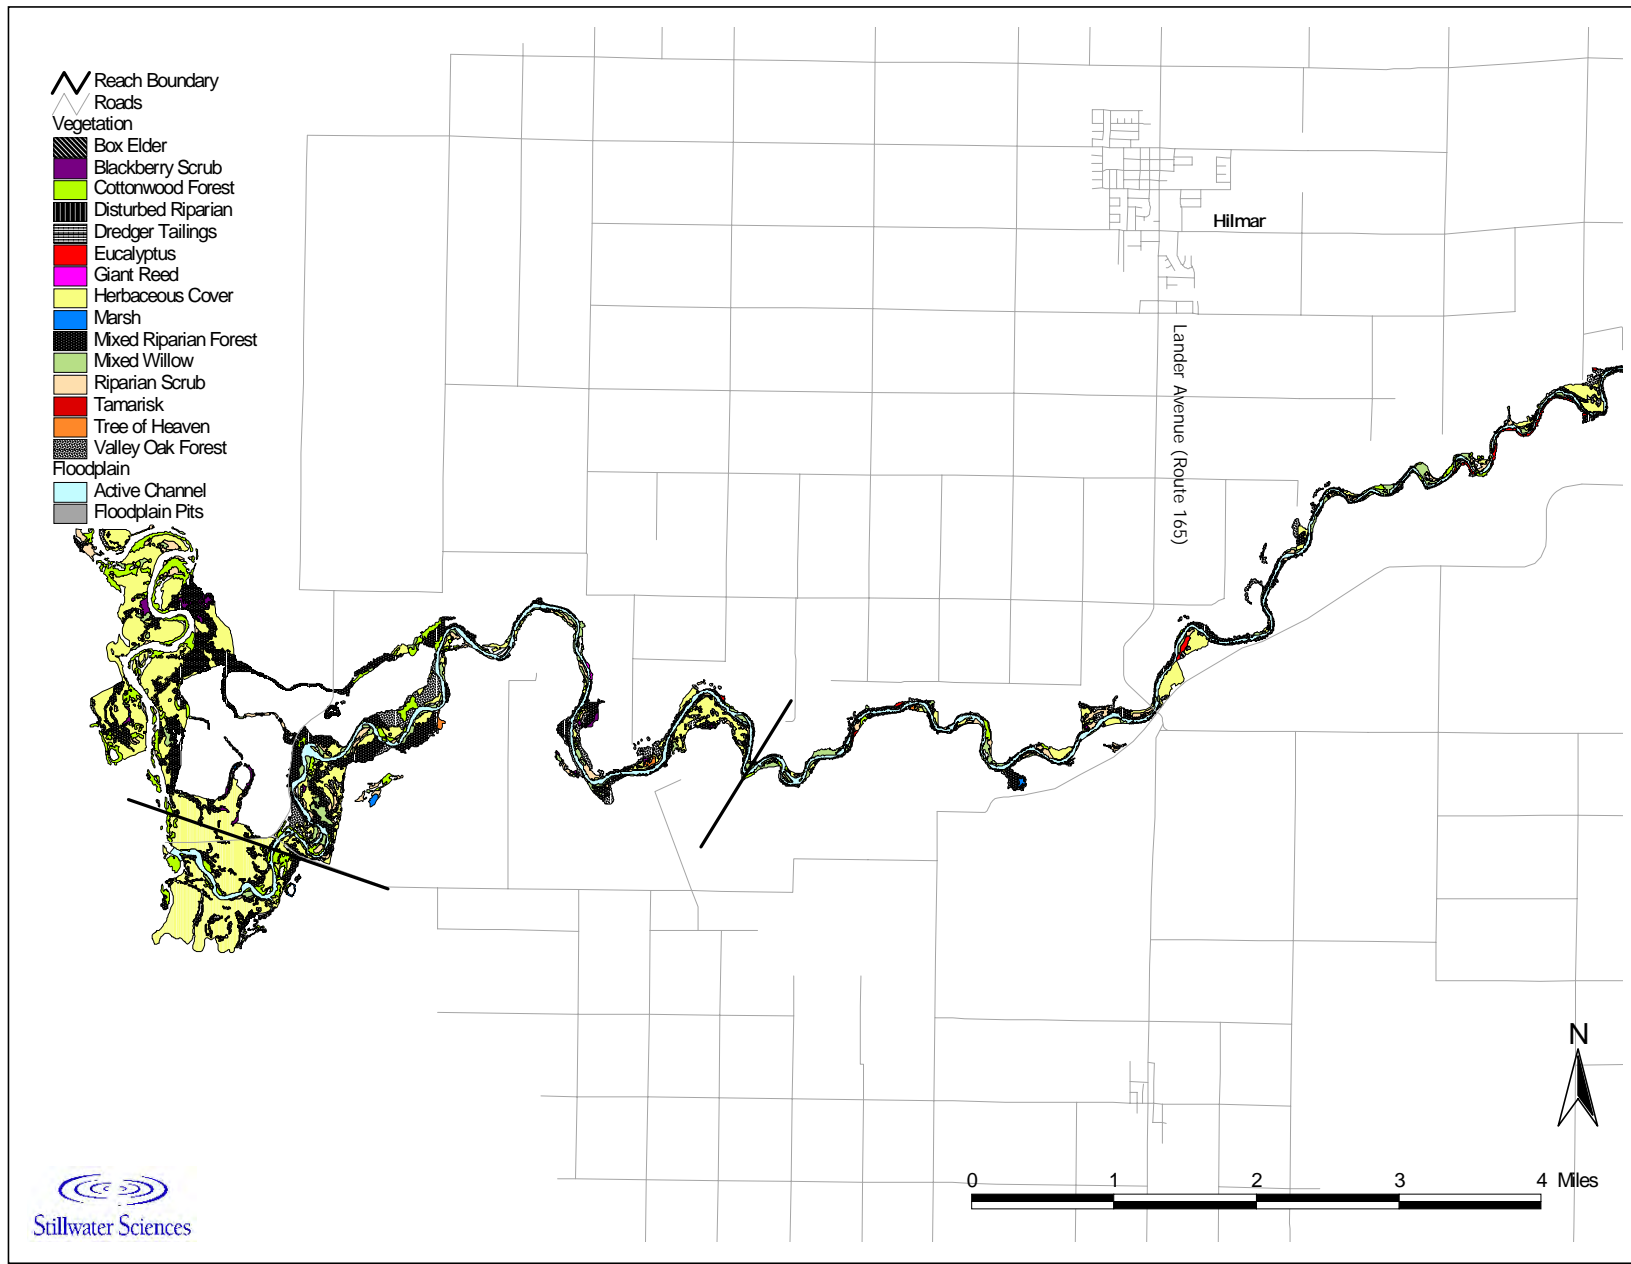 Reach Boundary
Roads
Vegetation
Box Elder
Blackberry Scrub
Cottonwood Forest
Disturbed Riparian
Dredger Tailings
Eucalyptus
Giant Reed
Herbaceous Cover
Marsh
Mixed Riparian Forest
Mixed Willow
Riparian Scrub
Tamarisk
Tree of Heaven
Valley Oak Forest
Floodplain
Active Channel
Floodplain Pits
Hilmar
Lander Avenue (Route 165)
N
0 1 2 3 4 Miles
Stillwater Sciences